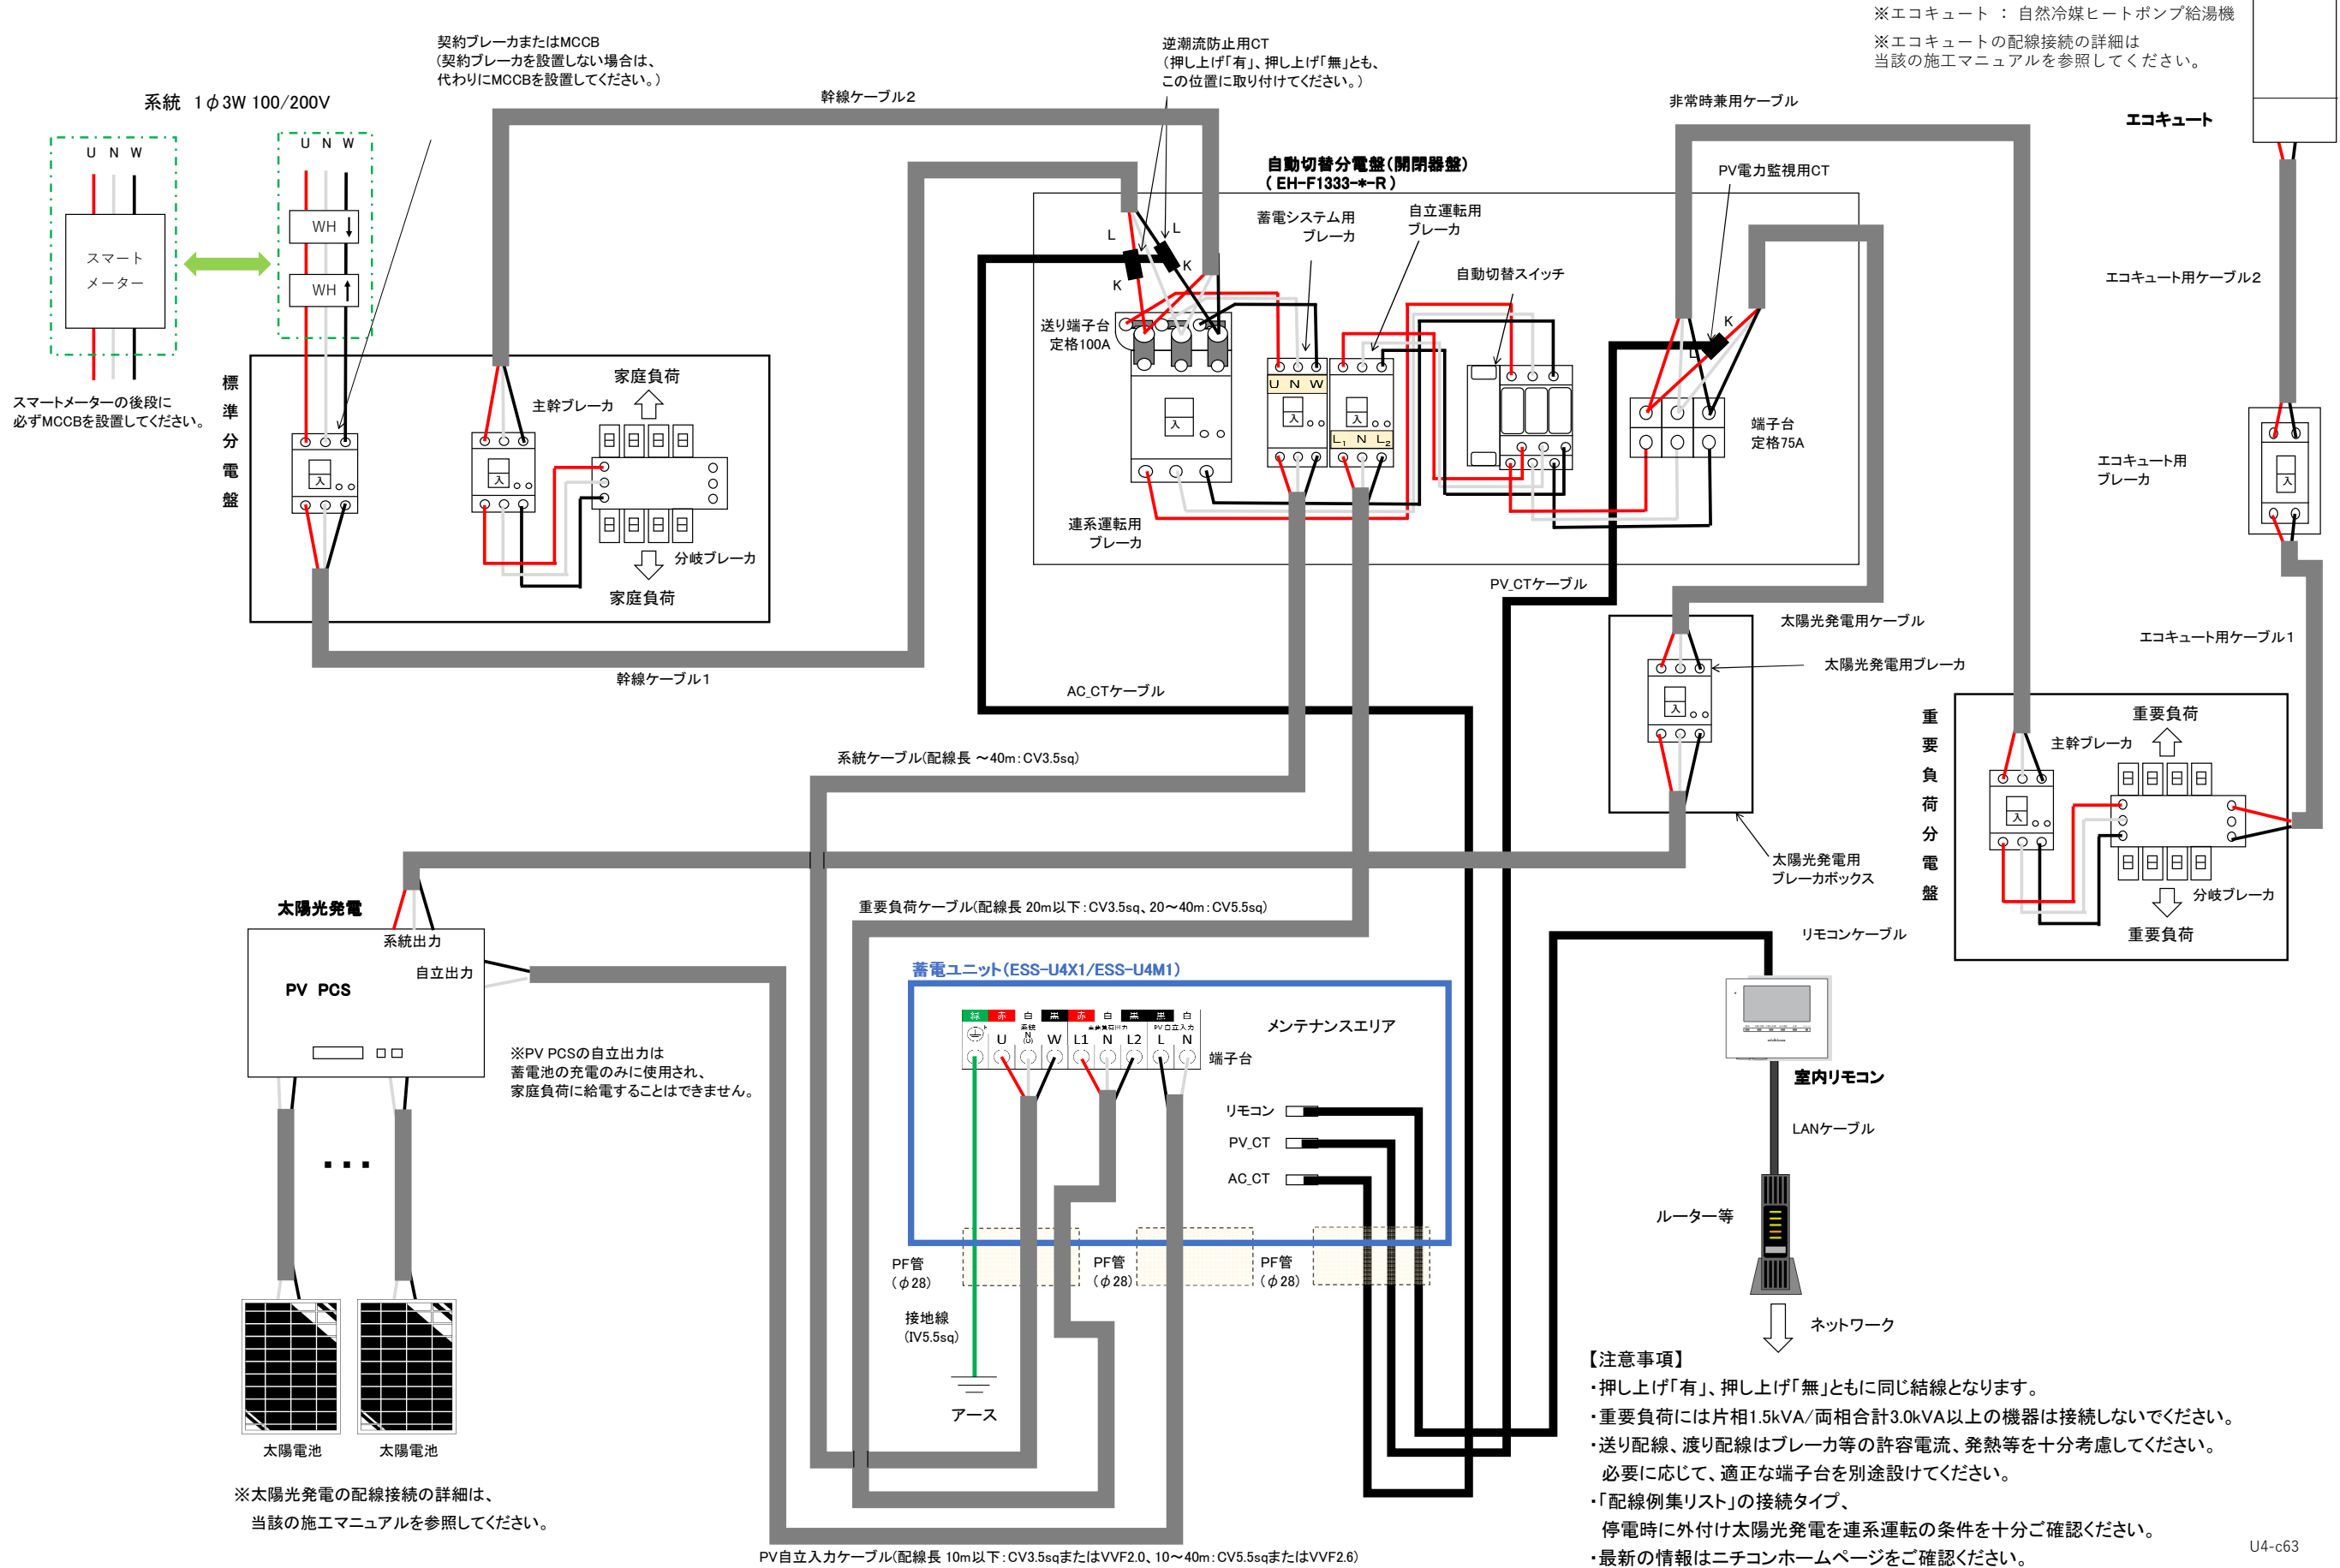 ※エコキュート ： 自然冷媒ヒートポンプ給湯機
※エコキュートの配線接続の詳細は
当該の施工マニュアルを参照してください。
契約ブレーカまたはMCCB
(契約ブレーカを設置しない場合は、
代わりにMCCBを設置してください。)
逆潮流防止用CT
(押し上げ「有」、押し上げ「無」とも、
この位置に取り付けてください。)
系統 1φ3W 100/200V
幹線ケーブル2
非常時兼用ケーブル
エコキュート
U N W
U N W
WH
WH
スマート
メーター
スマートメーターの後段に
必ずMCCBを設置してください。
自動切替分電盤(開閉器盤)
( EH-F1333-*-R )
PV電力監視用CT
蓄電システム用
ブレーカ
自立運転用
ブレーカ
自動切替スイッチ
L
L
K
K
K
L
送り端子台
定格100A
U N W
L1 N L2
入
入
入
端子台
定格75A
連系運転用
ブレーカ
エコキュート用ケーブル2
エコキュート用
ブレーカ
入
エコキュート用ケーブル1
標準分電盤
家庭負荷
主幹ブレーカ
入
入
分岐ブレーカ
家庭負荷
幹線ケーブル1
PV_CTケーブル
AC_CTケーブル
太陽光発電用ケーブル
太陽光発電用ブレーカ
入
太陽光発電用
ブレーカボックス
系統ケーブル(配線長 ～40m：CV3.5sq)
重要負荷分電盤
重要負荷
主幹ブレーカ
入
分岐ブレーカ
重要負荷
重要負荷ケーブル(配線長 20m以下：CV3.5sq、20～40m：CV5.5sq)
太陽光発電
系統出力
自立出力
PV PCS
※PV PCSの自立出力は
蓄電池の充電のみに使用され、
家庭負荷に給電することはできません。
蓄電ユニット(ESS-U4X1/ESS-U4M1)
緑 赤 白 黒 赤 白 黒 黒 白
系統
重要負荷出力
PV自立入力
U N (O) W L1 N L2 L N
端子台
メンテナンスエリア
リモコン
PV_CT
AC_CT
PF管
(φ28)
PF管
(φ28)
PF管
(φ28)
接地線
(IV5.5sq)
アース
リモコンケーブル
室内リモコン
LANケーブル
ルーター等
ネットワーク
太陽電池
太陽電池
※太陽光発電の配線接続の詳細は、
当該の施工マニュアルを参照してください。
PV自立入力ケーブル(配線長 10m以下：CV3.5sqまたはVVF2.0、10～40m：CV5.5sqまたはVVF2.6)
【注意事項】
・押し上げ「有」、押し上げ「無」ともに同じ結線となります。
・重要負荷には片相1.5kVA/両相合計3.0kVA以上の機器は接続しないでください。
・送り配線、渡り配線はブレーカ等の許容電流、発熱等を十分考慮してください。
必要に応じて、適正な端子台を別途設けてください。
・「配線例集リスト」の接続タイプ、
停電時に外付け太陽光発電を連系運転の条件を十分ご確認ください。
・最新の情報はニチコンホームページをご確認ください。
U4-c63